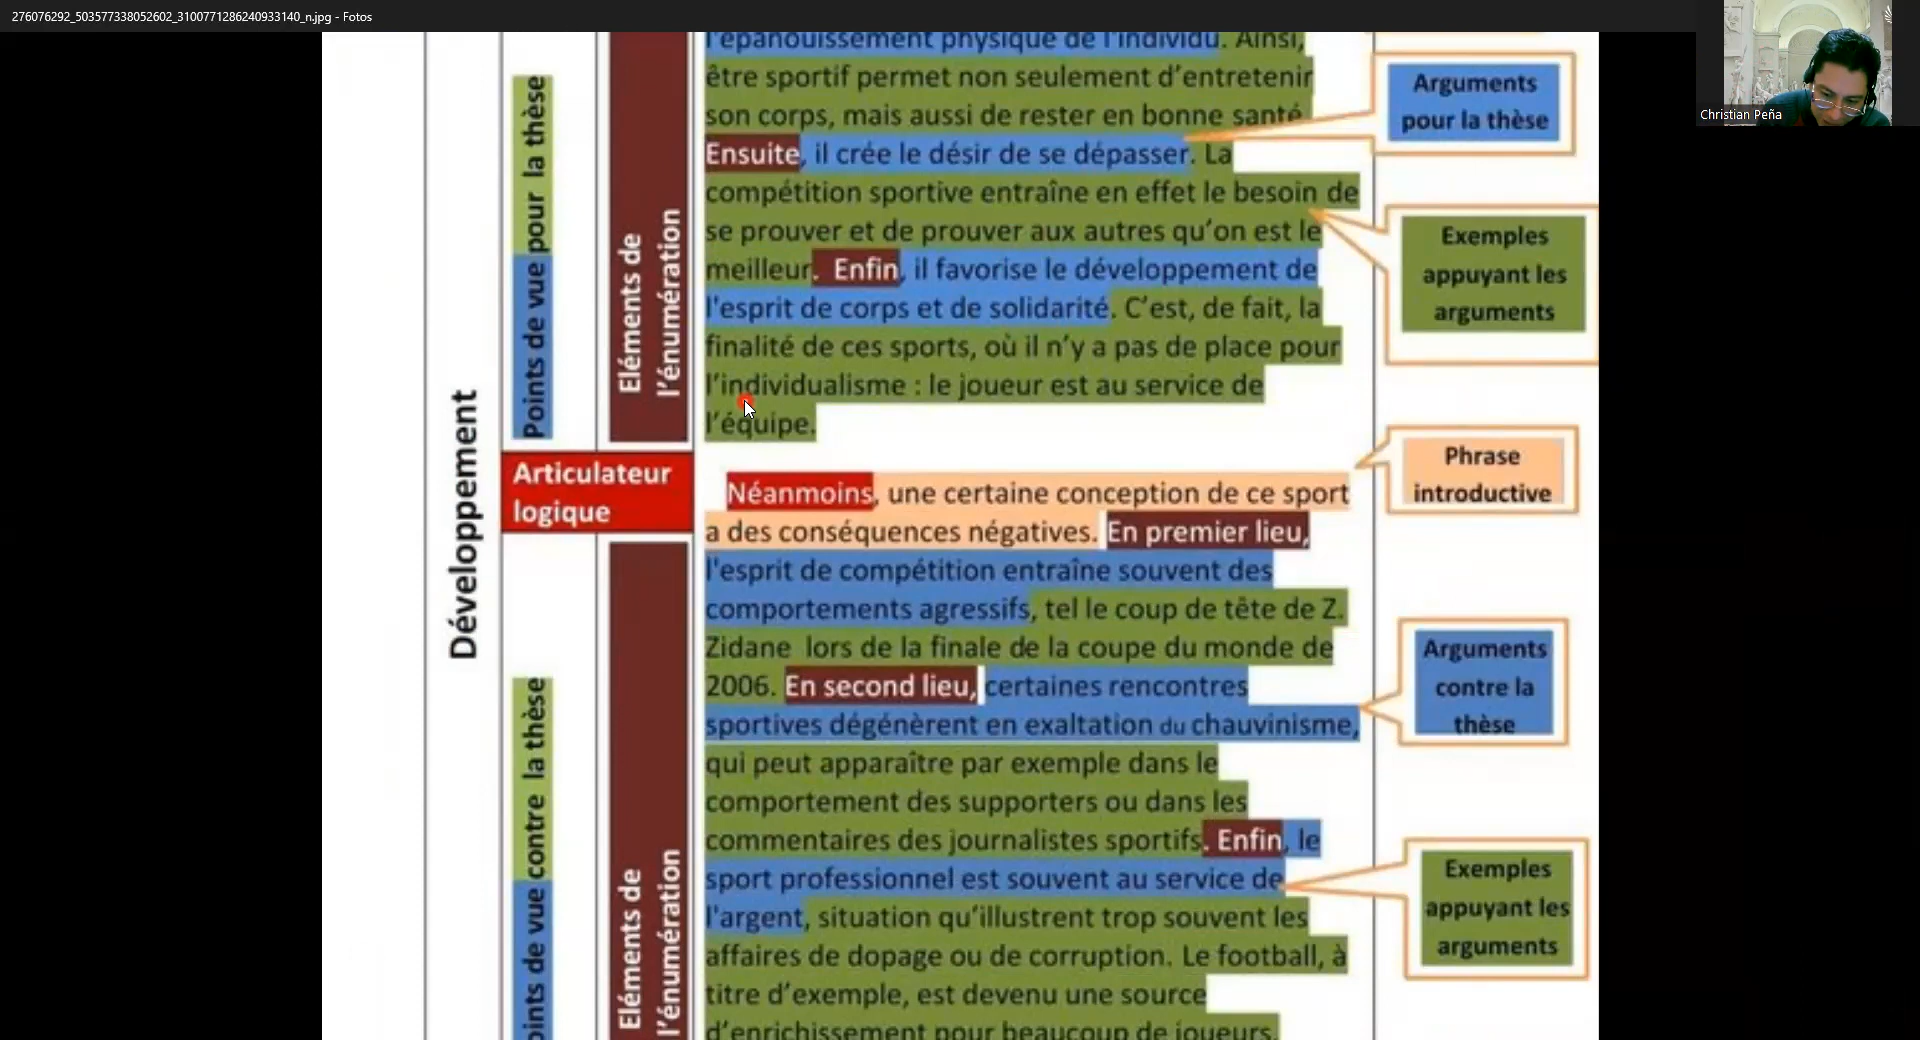 276076292_503577338052602_3100771286240933140_n.jpg - Fotos
Christian Peña
Développement
Points de vue pour la thèse
Eléments de
l'énumération
l'épanouissement physique de l'individu. Ainsi,
être sportif permet non seulement d'entretenir
son corps, mais aussi de rester en bonne santé.
Ensuite, il crée le désir de se dépasser. La
compétition sportive entraîne en effet le besoin de
se prouver et de prouver aux autres qu'on est le
meilleur. Enfin, il favorise le développement de
l'esprit de corps et de solidarité. C'est, de fait, la
finalité de ces sports, où il n'y a pas de place pour
l'individualisme : le joueur est au service de
l'équipe.
Arguments
pour la thèse
Exemples
appuyant les
arguments
Articulateur
logique
Phrase
introductive
Néanmoins, une certaine conception de ce sport
a des conséquences négatives. En premier lieu,
l'esprit de compétition entraîne souvent des
comportements agressifs, tel le coup de tête de Z.
Zidane lors de la finale de la coupe du monde de
2006. En second lieu, certaines rencontres
sportives dégénèrent en exaltation du chauvinisme,
qui peut apparaître par exemple dans le
comportement des supporters ou dans les
commentaires des journalistes sportifs. Enfin, le
sport professionnel est souvent au service de
l'argent, situation qu'illustrent trop souvent les
affaires de dopage ou de corruption. Le football, à
titre d'exemple, est devenu une source
d'enrichissement pour beaucoup de joueurs.
oints de vue contre la thèse
Eléments de
l'énumération
Arguments
contre la
thèse
Exemples
appuyant les
arguments